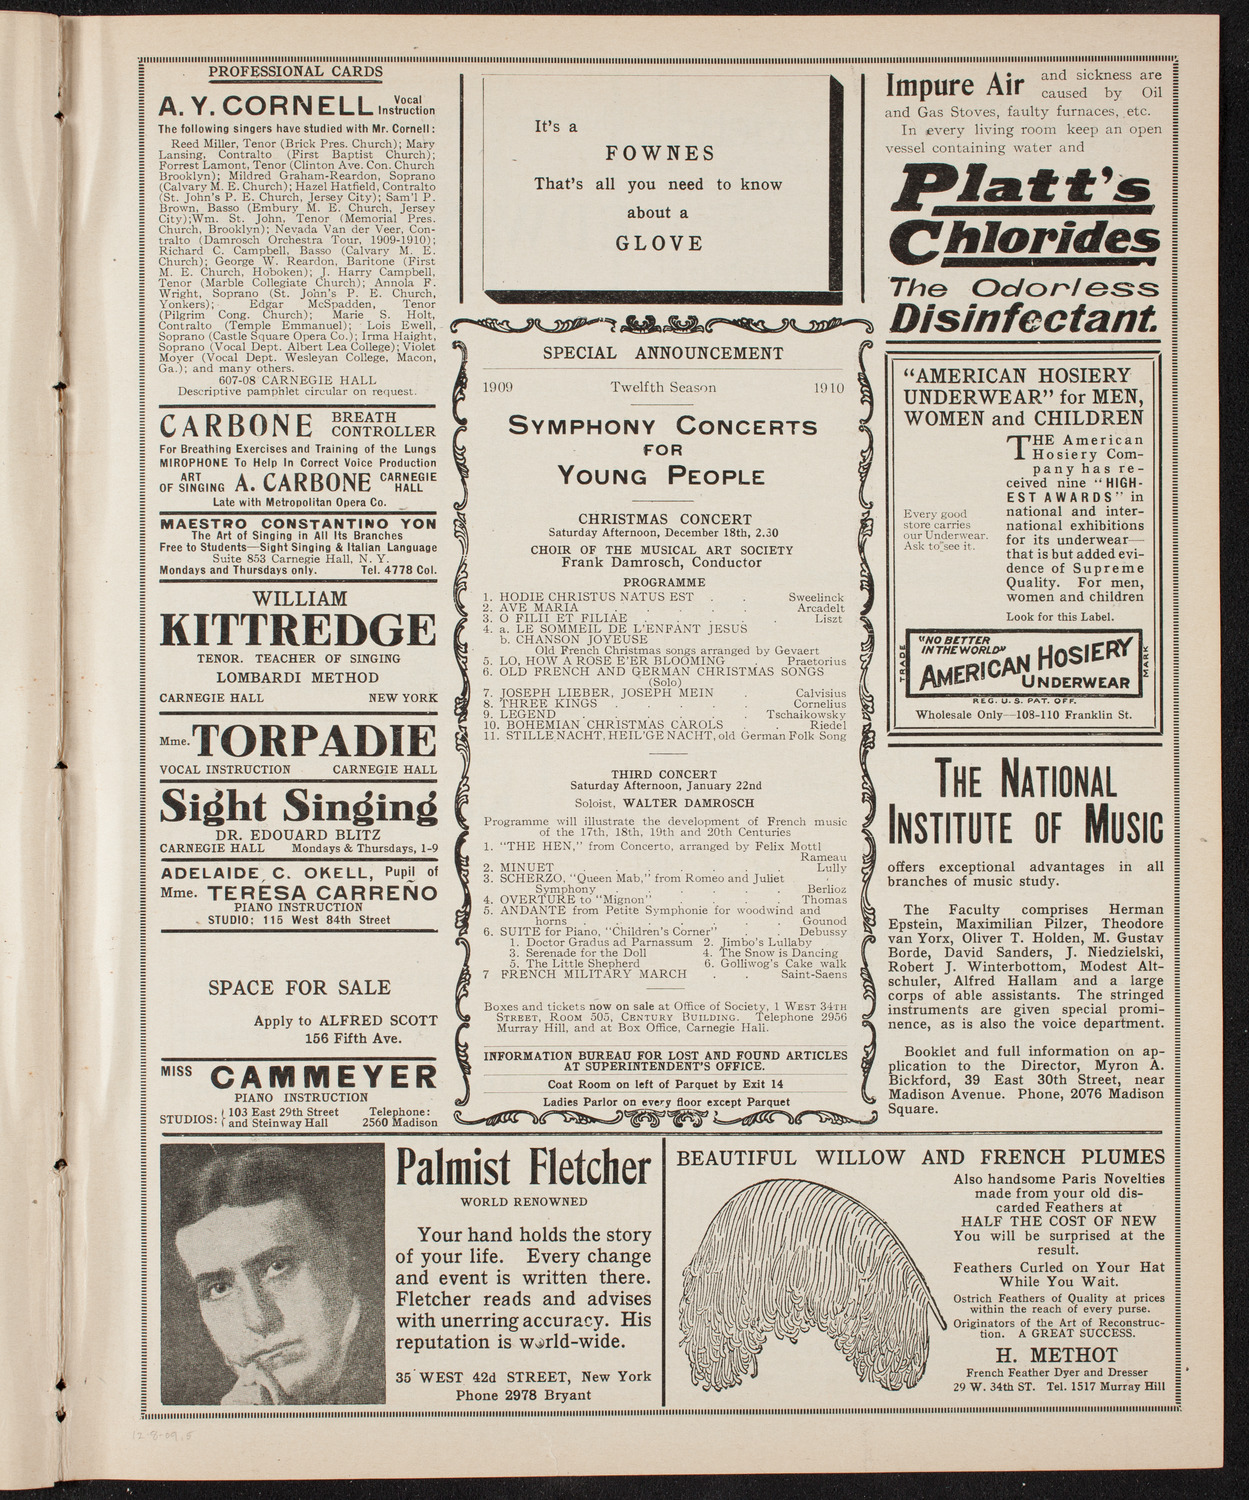 PROFESSIONAL CARDS
A. Y. CORNELL Vocal Instruction
The following singers have studied with Mr. Cornell:
Reed Miller, Tenor (Brick Pres. Church); Mary
Lansing, Contralto (First Baptist Church);
Forrest Lamont, Tenor (Clinton Ave. Con. Church
Brooklyn); Mildred Graham-Reardon, Soprano
(Calvary M. E. Church); Hazel Hatfield, Contralto
(St. John's P. E. Church, Jersey City); Sam'l P.
Brown, Basso (Embury M. E. Church, Jersey
City); Wm. St. John, Tenor (Memorial Pres.
Church, Brooklyn); Nevada Van der Veer, Con-
tralto (Damrosch Orchestra Tour, 1909-1910);
Richard C. Campbell, Basso (Calvary M. E.
Church); George W. Reardon, Baritone (First
M. E. Church, Hoboken); J. Harry Campbell,
Tenor (Marble Collegiate Church); Annola F.
Wright, Soprano (St. John's P. E. Church,
Yonkers); Edgar McSpadden, Tenor
(Pilgrim Cong. Church); Marie S. Holt,
Contralto (Temple Emmanuel); Lois Ewell,
Soprano (Castle Square Opera Co.); Irma Haight,
Soprano (Vocal Dept. Albert Lea College); Violet
Moyer (Vocal Dept. Wesleyan College, Macon,
Ga.); and many others.
607-08 CARNEGIE HALL
Descriptive pamphlet circular on request.
CARBONE BREATH CONTROLLER
For Breathing Exercises and Training of the Lungs
MIROPHONE To Help In Correct Voice Production
ART OF SINGING A. CARBONE CARNEGIE HALL
Late with Metropolitan Opera Co.
MAESTRO CONSTANTINO YON
The Art of Singing in All Its Branches
Free to Students—Sight Singing & Italian Language
Suite 853 Carnegie Hall, N. Y.
Mondays and Thursdays only. Tel. 4778 Col.
WILLIAM
KITTREDGE
TENOR. TEACHER OF SINGING
LOMBARDI METHOD
CARNEGIE HALL NEW YORK
Mme. TORPADIE
VOCAL INSTRUCTION CARNEGIE HALL
Sight Singing
DR. EDOUARD BLITZ
CARNEGIE HALL Mondays & Thursdays, 1-9
ADELAIDE C. OKELL, Pupil of
Mme. TERESA CARREÑO
PIANO INSTRUCTION
STUDIO: 115 West 84th Street
SPACE FOR SALE
Apply to ALFRED SCOTT
156 Fifth Ave.
MISS CAMMEYER
PIANO INSTRUCTION
STUDIOS: { 103 East 29th Street Telephone:
and Steinway Hall 2560 Madison
It's a
FOWNES
That's all you need to know
about a
GLOVE
SPECIAL ANNOUNCEMENT
1909 Twelfth Season 1910
SYMPHONY CONCERTS
FOR
YOUNG PEOPLE
CHRISTMAS CONCERT
Saturday Afternoon, December 18th, 2.30
CHOIR OF THE MUSICAL ART SOCIETY
Frank Damrosch, Conductor
PROGRAMME
1. HODIE CHRISTUS NATUS EST . . Sweelinck
2. AVE MARIA . . . . . Arcadelt
3. O FILII ET FILIAE . . . . . Liszt
4. a. LE SOMMEIL DE L'ENFANT JESUS
b. CHANSON JOYEUSE
Old French Christmas songs arranged by Gevaert
5. LO, HOW A ROSE E'ER BLOOMING . Praetorius
6. OLD FRENCH AND GERMAN CHRISTMAS SONGS
(Solo)
7. JOSEPH LIEBER, JOSEPH MEIN . Calvisius
8. THREE KINGS . . . . . Cornelius
9. LEGEND . . . . . Tschaikowsky
10. BOHEMIAN CHRISTMAS CAROLS . . Riedel
11. STILLE NACHT, HEIL'GE NACHT, old German Folk Song
THIRD CONCERT
Saturday Afternoon, January 22nd
Soloist, WALTER DAMROSCH
Programme will illustrate the development of French music
of the 17th, 18th, 19th and 20th Centuries
1. "THE HEN," from Concerto, arranged by Felix Mottl
Rameau
2. MINUET . . . . . . Lully
3. SCHERZO, "Queen Mab," from Romeo and Juliet
Symphony . . . . . Berlioz
4. OVERTURE to "Mignon" . . . . Thomas
5. ANDANTE from Petite Symphonie for woodwind and
horns . . . . . . Gounod
6. SUITE for Piano, "Children's Corner" . . Debussy
1. Doctor Gradus ad Parnassum 2. Jimbo's Lullaby
3. Serenade for the Doll 4. The Snow is Dancing
5. The Little Shepherd 6. Golliwog's Cake walk
7 FRENCH MILITARY MARCH . . Saint-Saens
Boxes and tickets now on sale at Office of Society, 1 WEST 34TH
STREET, ROOM 505, CENTURY BUILDING. Telephone 2956
Murray Hill, and at Box Office, Carnegie Hall.
INFORMATION BUREAU FOR LOST AND FOUND ARTICLES
AT SUPERINTENDENT'S OFFICE.
Coat Room on left of Parquet by Exit 14
Ladies Parlor on every floor except Parquet
Impure Air and sickness are
caused by Oil
and Gas Stoves, faulty furnaces, etc.
In every living room keep an open
vessel containing water and
Platt's
Chlorides
The Odorless
Disinfectant.
"AMERICAN HOSIERY
UNDERWEAR" for MEN,
WOMEN and CHILDREN
THE American
Hosiery Com-
pany has re-
ceived nine "HIGH-
EST AWARDS" in
national and inter-
national exhibitions
for its underwear—
that is but added evi-
dence of Supreme
Quality. For men,
women and children
Every good
store carries
our Underwear.
Ask to see it.
Look for this Label.
TRADE MARK
"NO BETTER
IN THE WORLD"
AMERICAN HOSIERY
UNDERWEAR
REG. U. S. PAT. OFF.
Wholesale Only—108-110 Franklin St.
THE NATIONAL
INSTITUTE OF MUSIC
offers exceptional advantages in all
branches of music study.
The Faculty comprises Herman
Epstein, Maximilian Pilzer, Theodore
van Yorx, Oliver T. Holden, M. Gustav
Borde, David Sanders, J. Niedzielski,
Robert J. Winterbottom, Modest Alt-
schuler, Alfred Hallam and a large
corps of able assistants. The stringed
instruments are given special promi-
nence, as is also the voice department.
Booklet and full information on ap-
plication to the Director, Myron A.
Bickford, 39 East 30th Street, near
Madison Avenue. Phone, 2076 Madison
Square.
Palmist Fletcher
WORLD RENOWNED
Your hand holds the story
of your life. Every change
and event is written there.
Fletcher reads and advises
with unerring accuracy. His
reputation is world-wide.
35 WEST 42d STREET, New York
Phone 2978 Bryant
BEAUTIFUL WILLOW AND FRENCH PLUMES
Also handsome Paris Novelties
made from your old dis-
carded Feathers at
HALF THE COST OF NEW
You will be surprised at the
result.
Feathers Curled on Your Hat
While You Wait.
Ostrich Feathers of Quality at prices
within the reach of every purse.
Originators of the Art of Reconstruc-
tion. A GREAT SUCCESS.
H. METHOT
French Feather Dyer and Dresser
29 W. 34th ST. Tel. 1517 Murray Hill
12-8-09.5